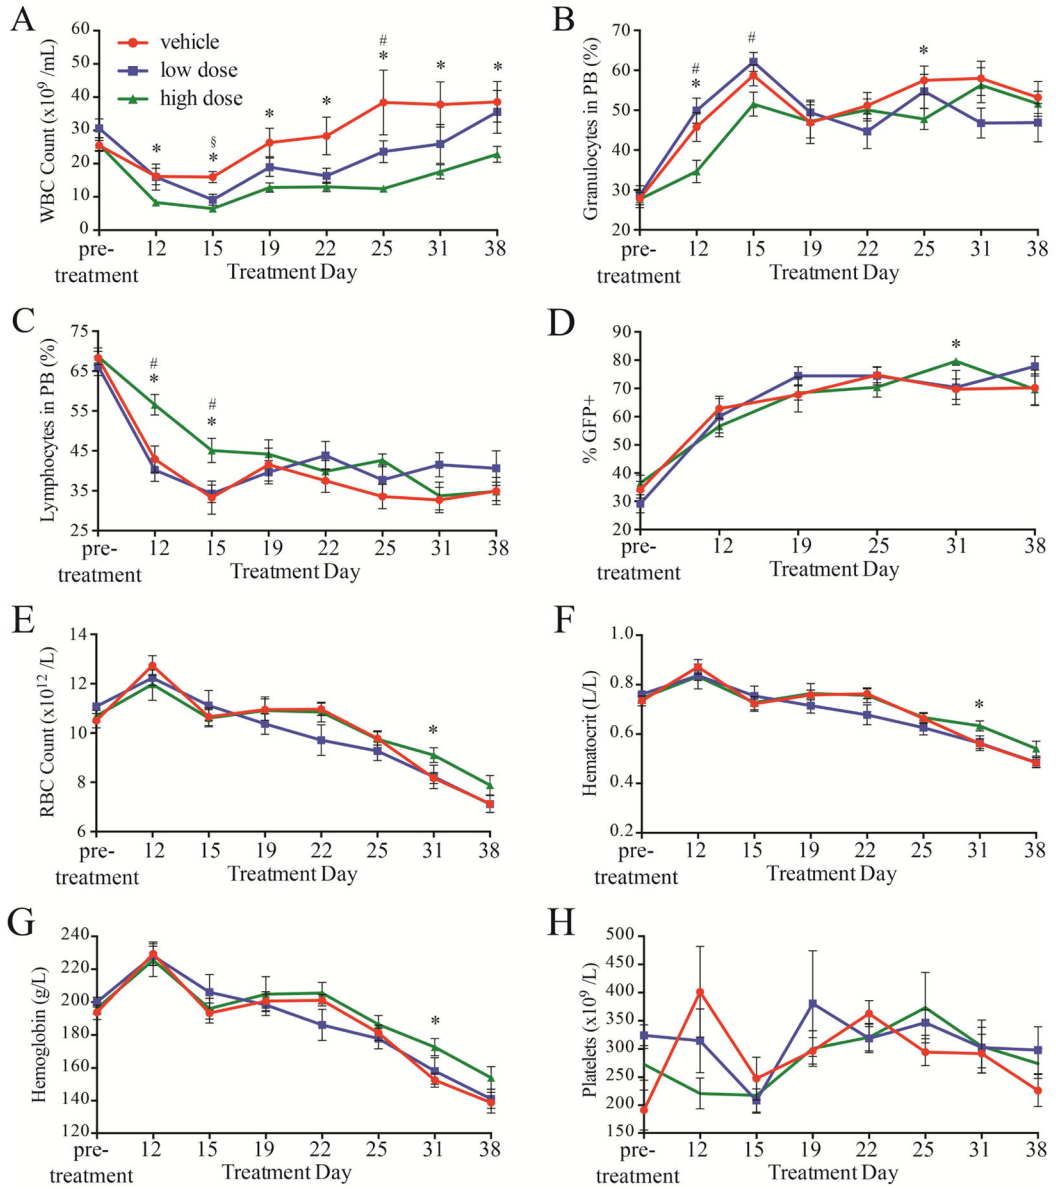 A
WBC Count (x10⁹ /mL)
60
50
40
30
20
10
0
vehicle
low dose
high dose
*
§
*
*
*
#
*
*
*
pre-
treatment
12 15 19 22 25 31 38
Treatment Day
B
Granulocytes in PB (%)
70
60
50
40
30
20
#
*
#
*
pre-
treatment
12 15 19 22 25 31 38
Treatment Day
C
Lymphocytes in PB (%)
75
65
55
45
35
25
#
*
#
*
pre-
treatment
12 15 19 22 25 31 38
Treatment Day
D
% GFP+
90
80
70
60
50
40
30
20
*
pre-
treatment
12 19 25 31 38
Treatment Day
E
RBC Count (x10¹² /L)
14
12
10
8
6
*
pre-
treatment
12 15 19 22 25 31 38
Treatment Day
F
Hematocrit (L/L)
1.0
0.8
0.6
0.4
0.2
*
pre-
treatment
12 15 19 22 25 31 38
Treatment Day
G
Hemoglobin (g/L)
240
220
200
180
160
140
120
*
pre-
treatment
12 15 19 22 25 31 38
Treatment Day
H
Platelets (x10⁹ /L)
500
450
400
350
300
250
200
150
pre-
treatment
12 15 19 22 25 31 38
Treatment Day